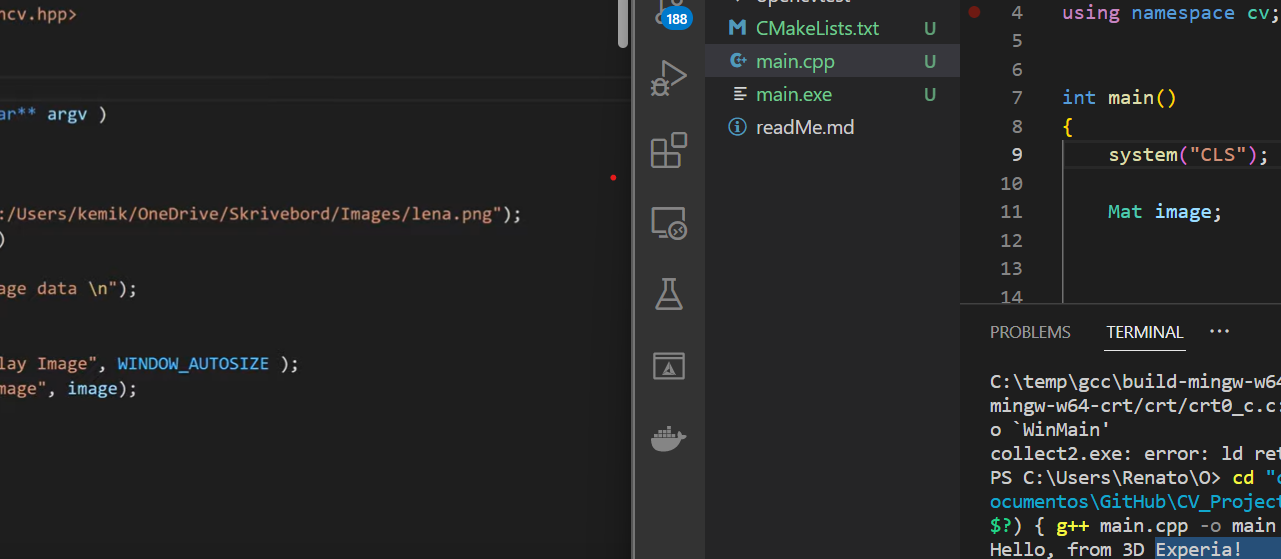 ncv.hpp>
ar** argv )
:/Users/kemik/OneDrive/Skrivebord/Images/lena.png");
)
age data \n");
lay Image", WINDOW_AUTOSIZE );
mage", image);
188
CMakeLists.txt U
main.cpp U
main.exe U
readMe.md
4 using namespace cv;
5
6
7 int main()
8 {
9 system("CLS");
10
11 Mat image;
12
13
14
PROBLEMS TERMINAL ...
C:\temp\gcc\build-mingw-w64
mingw-w64-crt/crt/crt0_c.c:
o `WinMain'
collect2.exe: error: ld ret
PS C:\Users\Renato\O> cd "c
ocumentos\GitHub\CV_Project
$?) { g++ main.cpp -o main
Hello, from 3D Experia!